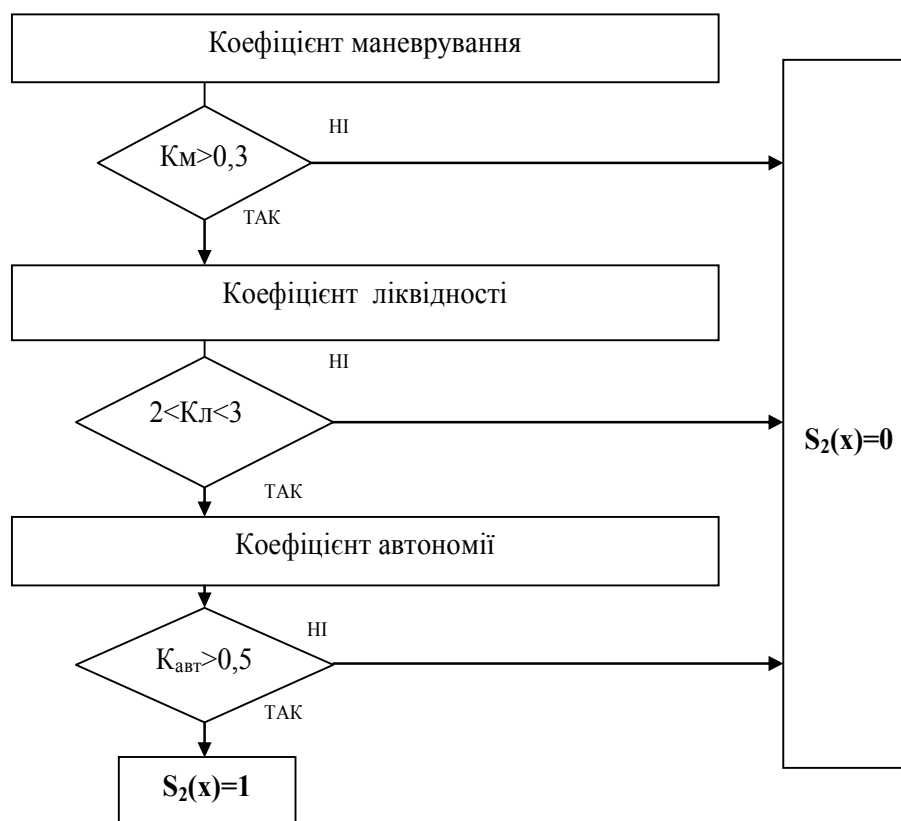 Коефіцієнт маневрування
НІ
Км>0,3
ТАК
Коефіцієнт ліквідності
НІ
2<Кл<3
S₂(x)=0
ТАК
Коефіцієнт автономії
НІ
Kавт>0,5
ТАК
S₂(x)=1